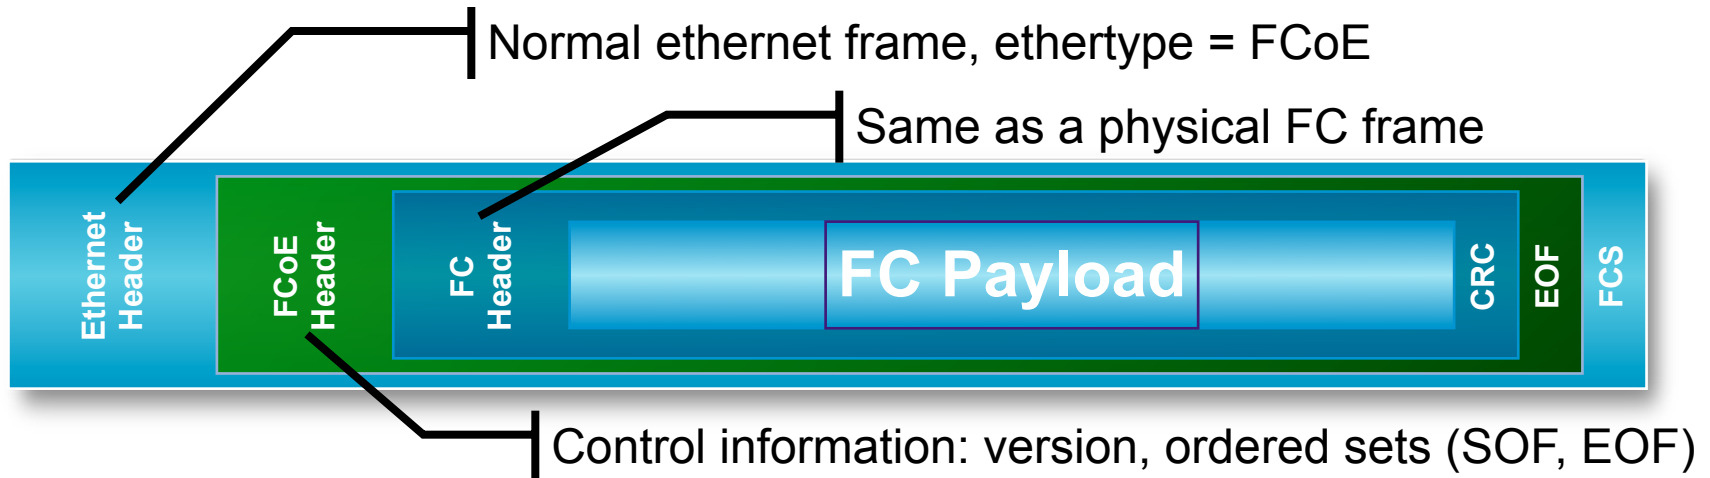 Normal ethernet frame, ethertype = FCoE
Same as a physical FC frame
Ethernet
Header
FCoE
Header
FC
Header
FC Payload
CRC
EOF
FCS
Control information: version, ordered sets (SOF, EOF)